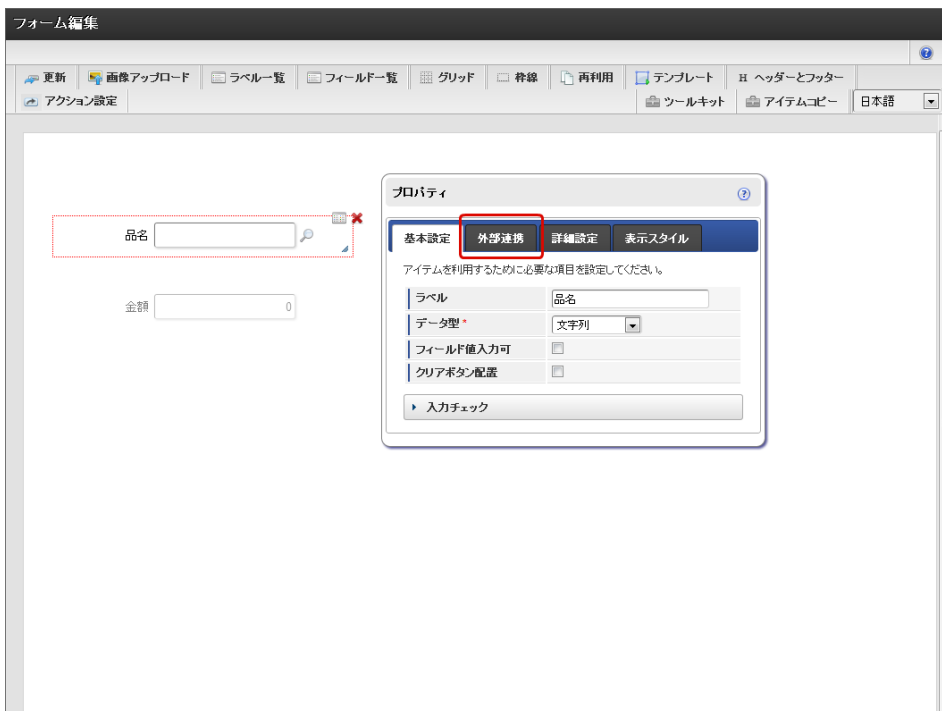 フォーム編集
更新 画像アップロード ラベル一覧 フィールド一覧 グリッド 枠線 再利用 テンプレート H ヘッダーとフッター
アクション設定 ツールキット アイテムコピー 日本語
プロパティ
品名
基本設定 外部連携 詳細設定 表示スタイル
アイテムを利用するために必要な項目を設定してください。
ラベル 品名
金額 0
データ型* 文字列
フィールド値入力可
クリアボタン配置
入力チェック